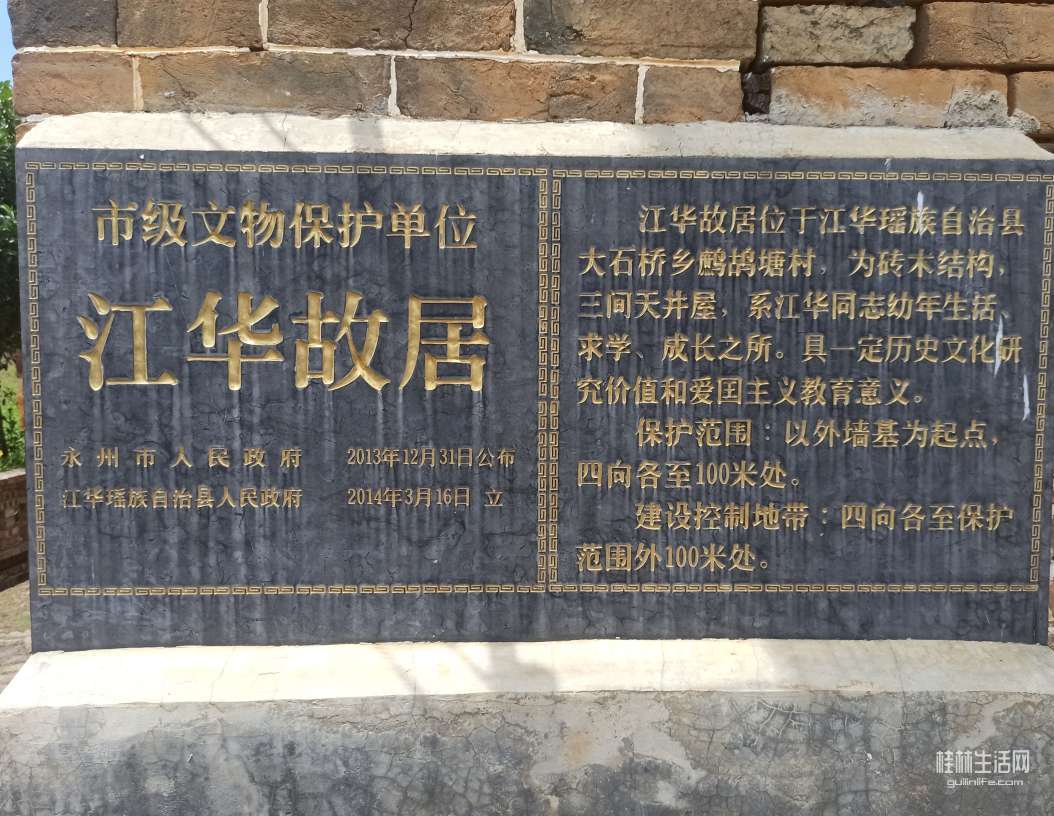 市级文物保护单位
江华故居
永州市人民政府 2013年12月31日公布
江华瑶族自治县人民政府 2014年3月16日 立
江华故居位于江华瑶族自治县
大石桥乡鹧鸪塘村，为砖木结构，
三间天井屋，系江华同志幼年生活、
求学、成长之所。具一定历史文化研
究价值和爱国主义教育意义。
保护范围：以外墙基为起点，
四向各至100米处。
建设控制地带：四向各至保护
范围外100米处。
桂林生活网
guilinlife.com